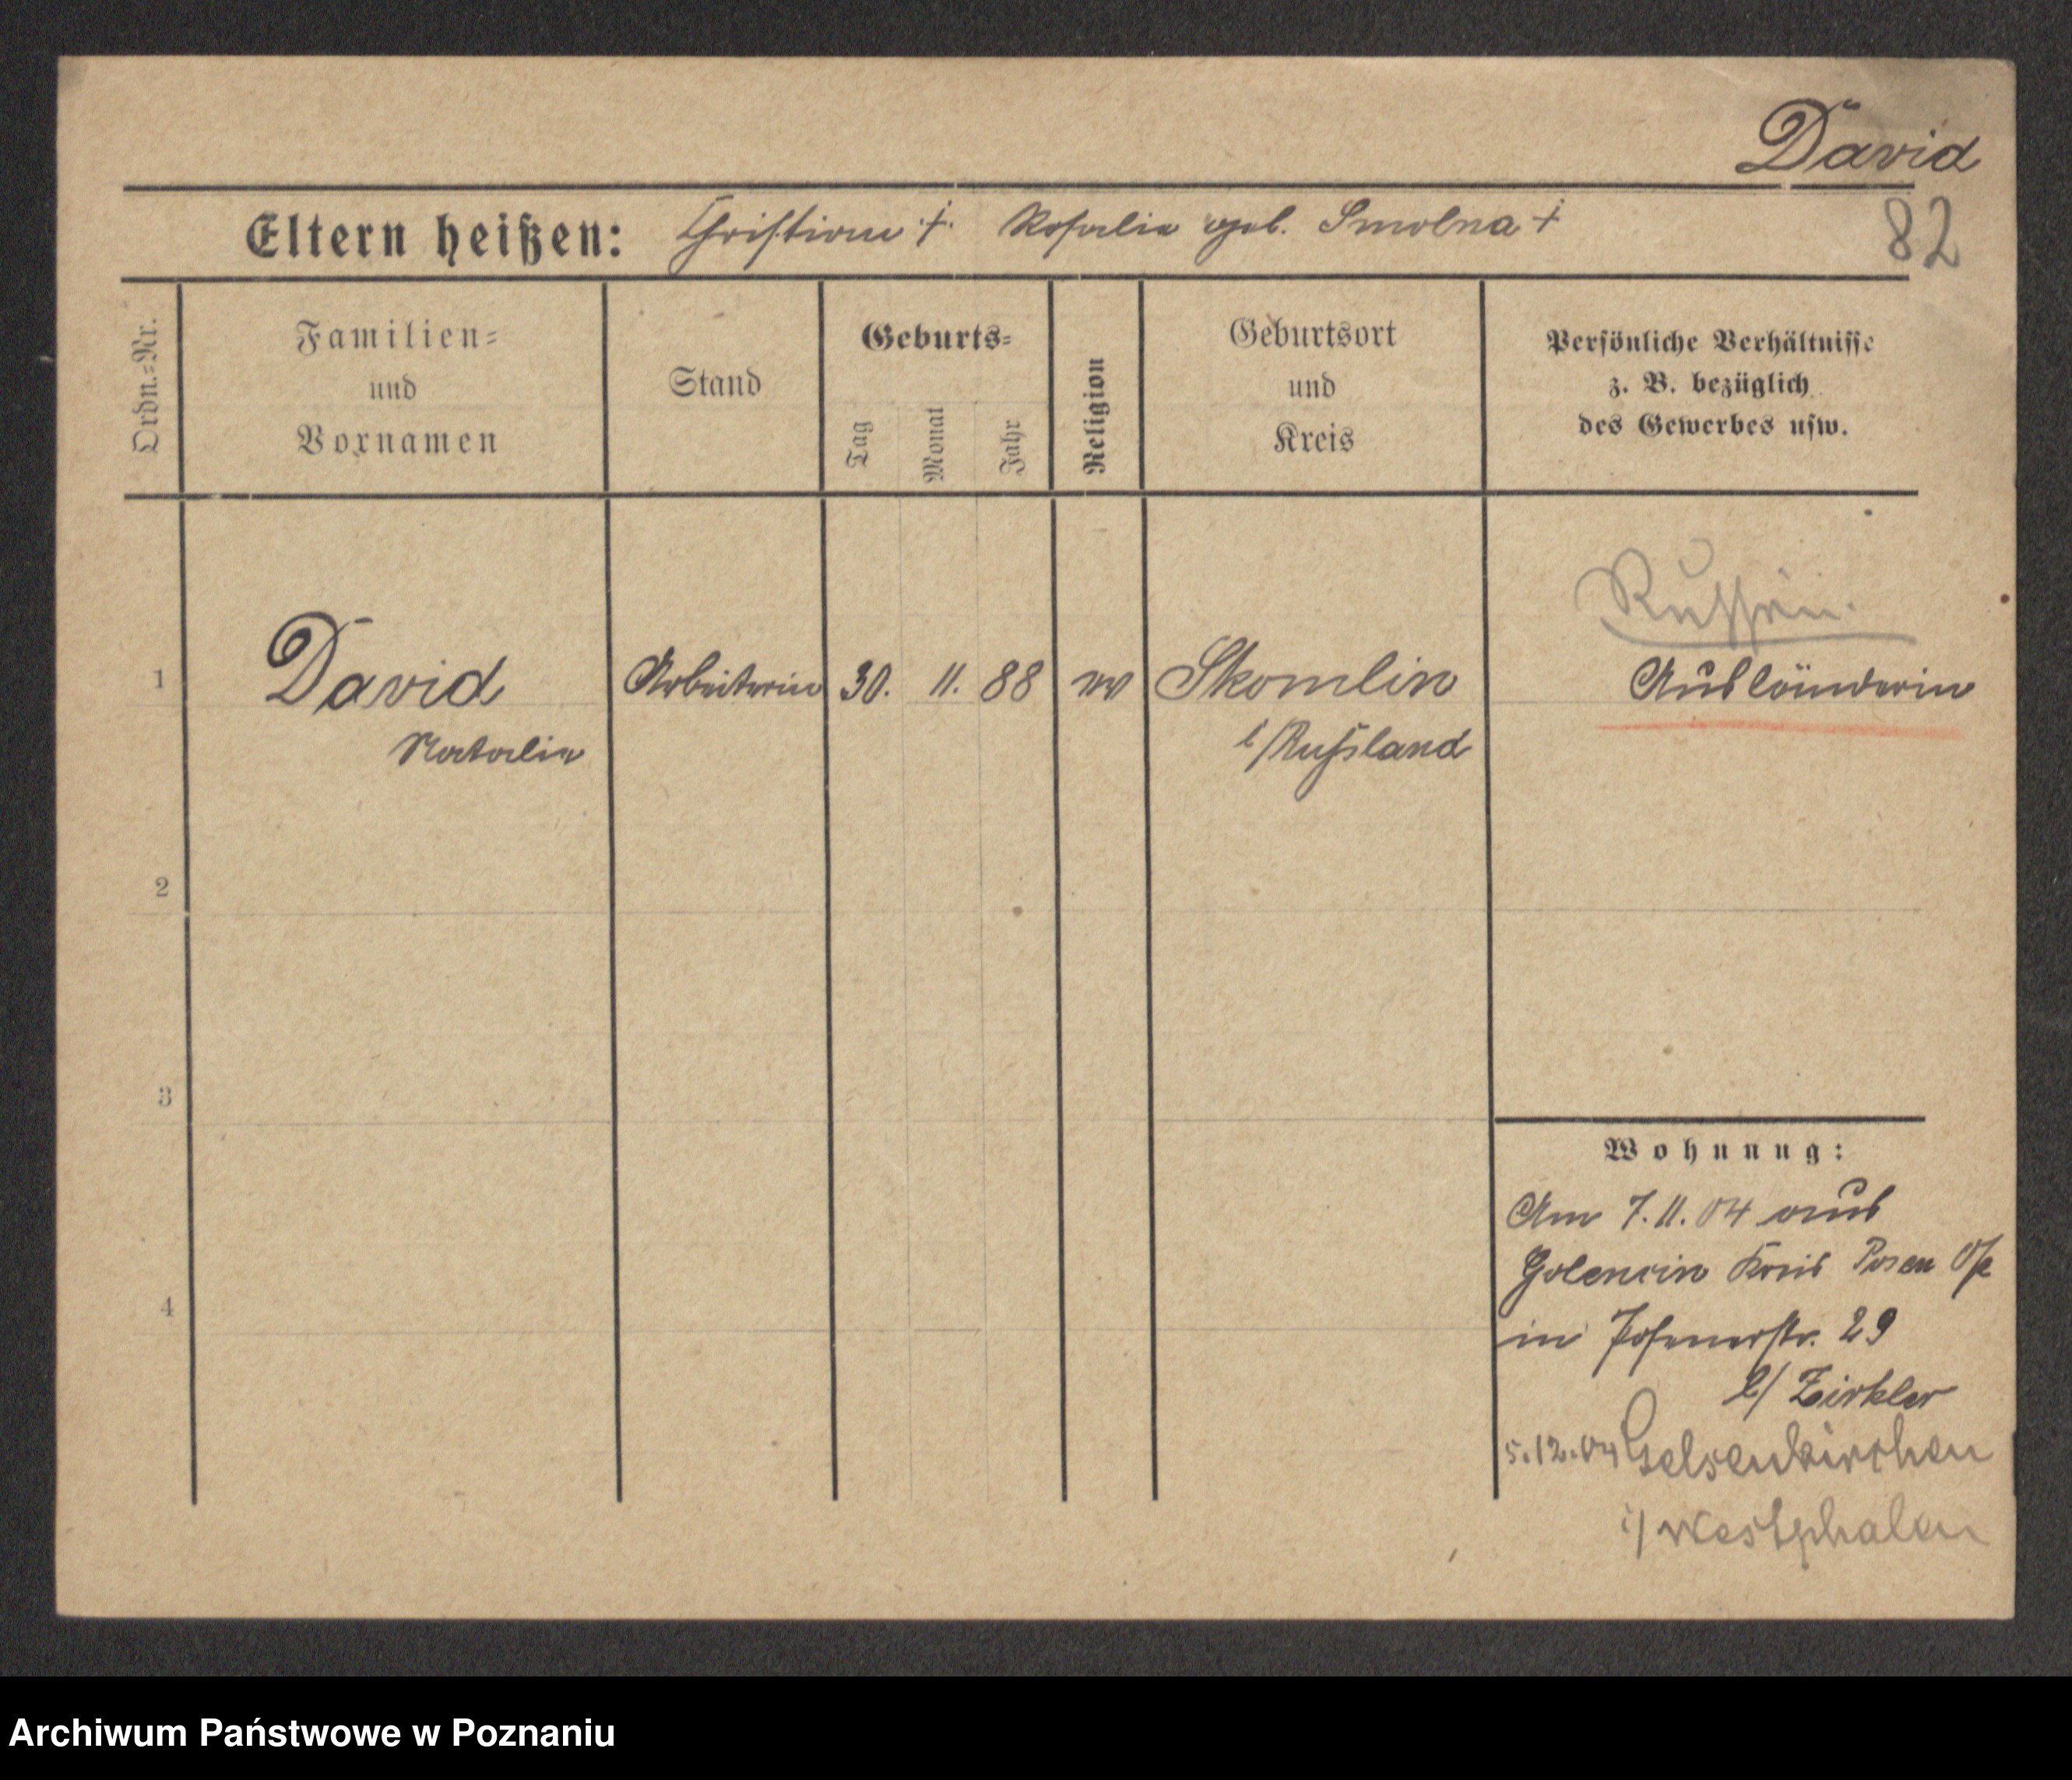 David
82
Eltern heißen: Christian †. Rosalie geb. Smolna †
Ordn.-Nr.
Familien-
und
Vornamen
Stand
Geburts-
Tag
Monat
Jahr
Religion
Geburtsort
und
Kreis
Persönliche Verhältnisse
z. B. bezüglich
des Gewerbes usw.
Russin.
1 David Arbeiterin 30. 11. 88 Skomlin Ausländerin
Natalie i/Russland
2
3
4
Wohnung:
Am 7.11.04 aus
Golencin Kreis Posen O/
in Posenerstr. 29
b/ Zirkler
5.12.04 Gelsenkirchen
i/ Westphalen
Archiwum Państwowe w Poznaniu